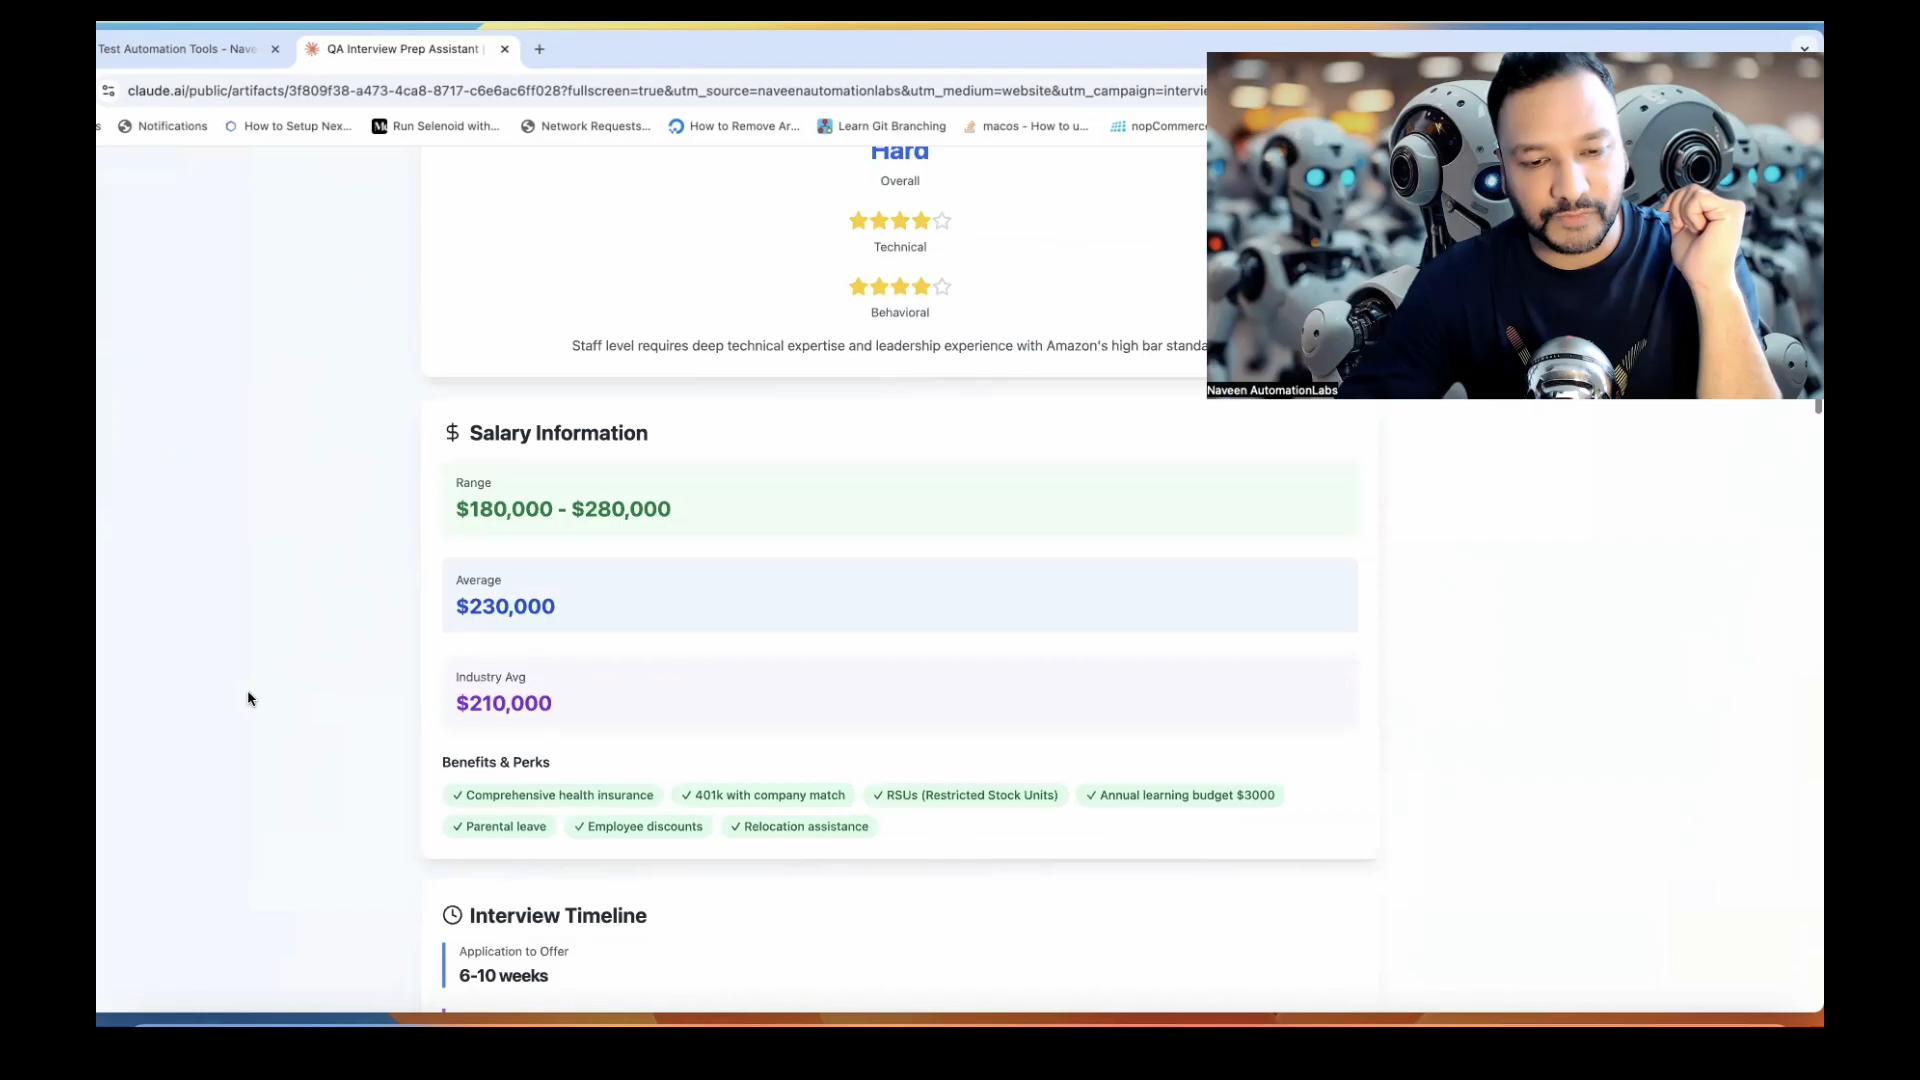 Test Automation Tools - Nave
QA Interview Prep Assistant |
claude.ai/public/artifacts/3f809f38-a473-4ca8-8717-c6e6ac6ff028?fullscreen=true&utm_source=naveenautomationlabs&utm_medium=website&utm_campaign=intervie
s
Notifications
How to Setup Nex...
Run Selenoid with...
Network Requests...
How to Remove Ar...
Learn Git Branching
macos - How to u...
nopCommerce
Hard
Overall
Technical
Behavioral
Staff level requires deep technical expertise and leadership experience with Amazon's high bar standa
Naveen AutomationLabs
$ Salary Information
Range
$180,000 - $280,000
Average
$230,000
Industry Avg
$210,000
Benefits & Perks
✓ Comprehensive health insurance
✓ 401k with company match
✓ RSUs (Restricted Stock Units)
✓ Annual learning budget $3000
✓ Parental leave
✓ Employee discounts
✓ Relocation assistance
Interview Timeline
Application to Offer
6-10 weeks